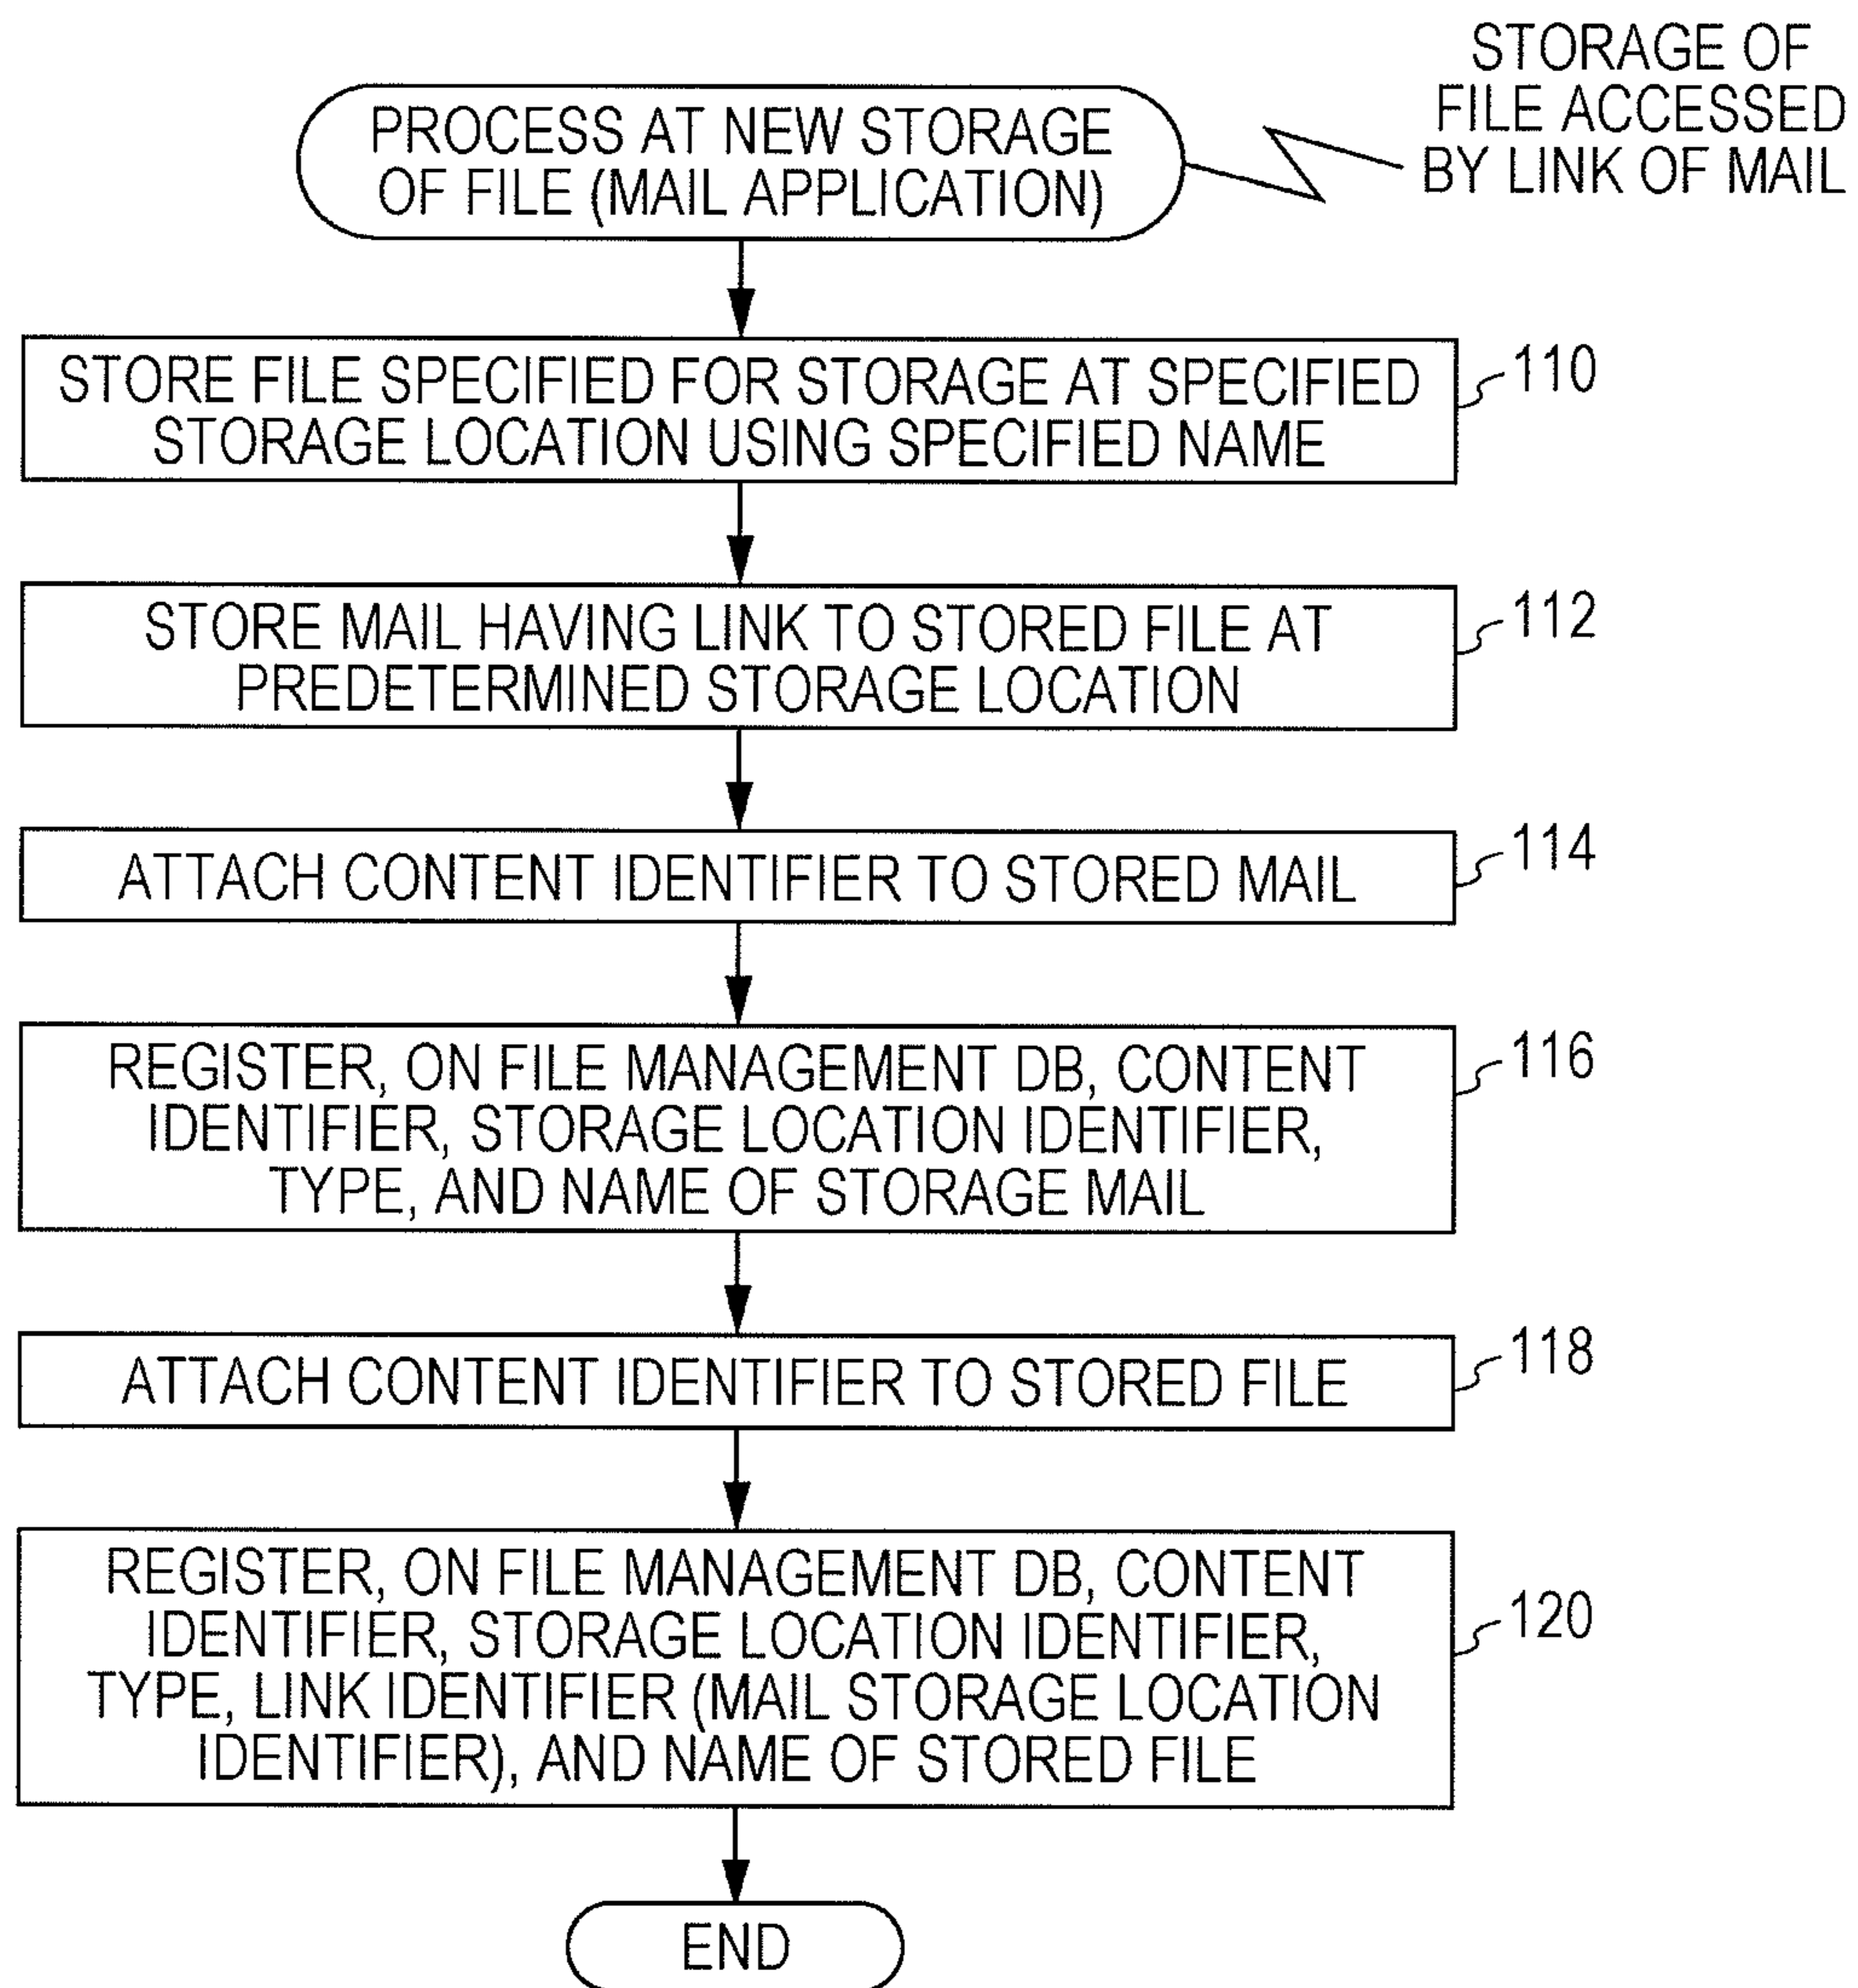 STORAGE OF
FILE ACCESSED
BY LINK OF MAIL
PROCESS AT NEW STORAGE
OF FILE (MAIL APPLICATION)
STORE FILE SPECIFIED FOR STORAGE AT SPECIFIED
STORAGE LOCATION USING SPECIFIED NAME
110
STORE MAIL HAVING LINK TO STORED FILE AT
PREDETERMINED STORAGE LOCATION
112
ATTACH CONTENT IDENTIFIER TO STORED MAIL
114
REGISTER, ON FILE MANAGEMENT DB, CONTENT
IDENTIFIER, STORAGE LOCATION IDENTIFIER,
TYPE, AND NAME OF STORAGE MAIL
116
ATTACH CONTENT IDENTIFIER TO STORED FILE
118
REGISTER, ON FILE MANAGEMENT DB, CONTENT
IDENTIFIER, STORAGE LOCATION IDENTIFIER,
TYPE, LINK IDENTIFIER (MAIL STORAGE LOCATION
IDENTIFIER), AND NAME OF STORED FILE
120
END